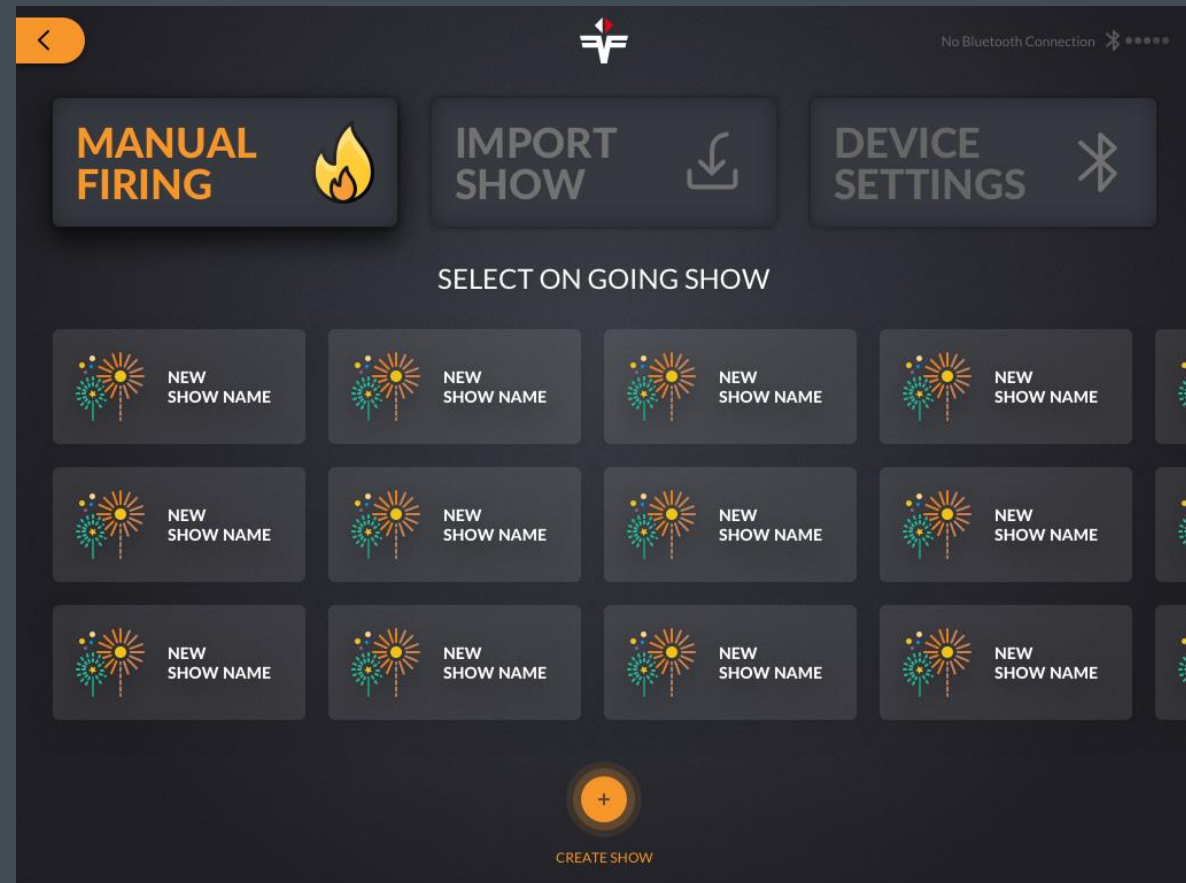 No Bluetooth Connection
MANUAL
FIRING
IMPORT
SHOW
DEVICE
SETTINGS
SELECT ON GOING SHOW
NEW
SHOW NAME
NEW
SHOW NAME
NEW
SHOW NAME
NEW
SHOW NAME
NEW
SHOW NAME
NEW
SHOW NAME
NEW
SHOW NAME
NEW
SHOW NAME
NEW
SHOW NAME
NEW
SHOW NAME
NEW
SHOW NAME
NEW
SHOW NAME
+
CREATE SHOW